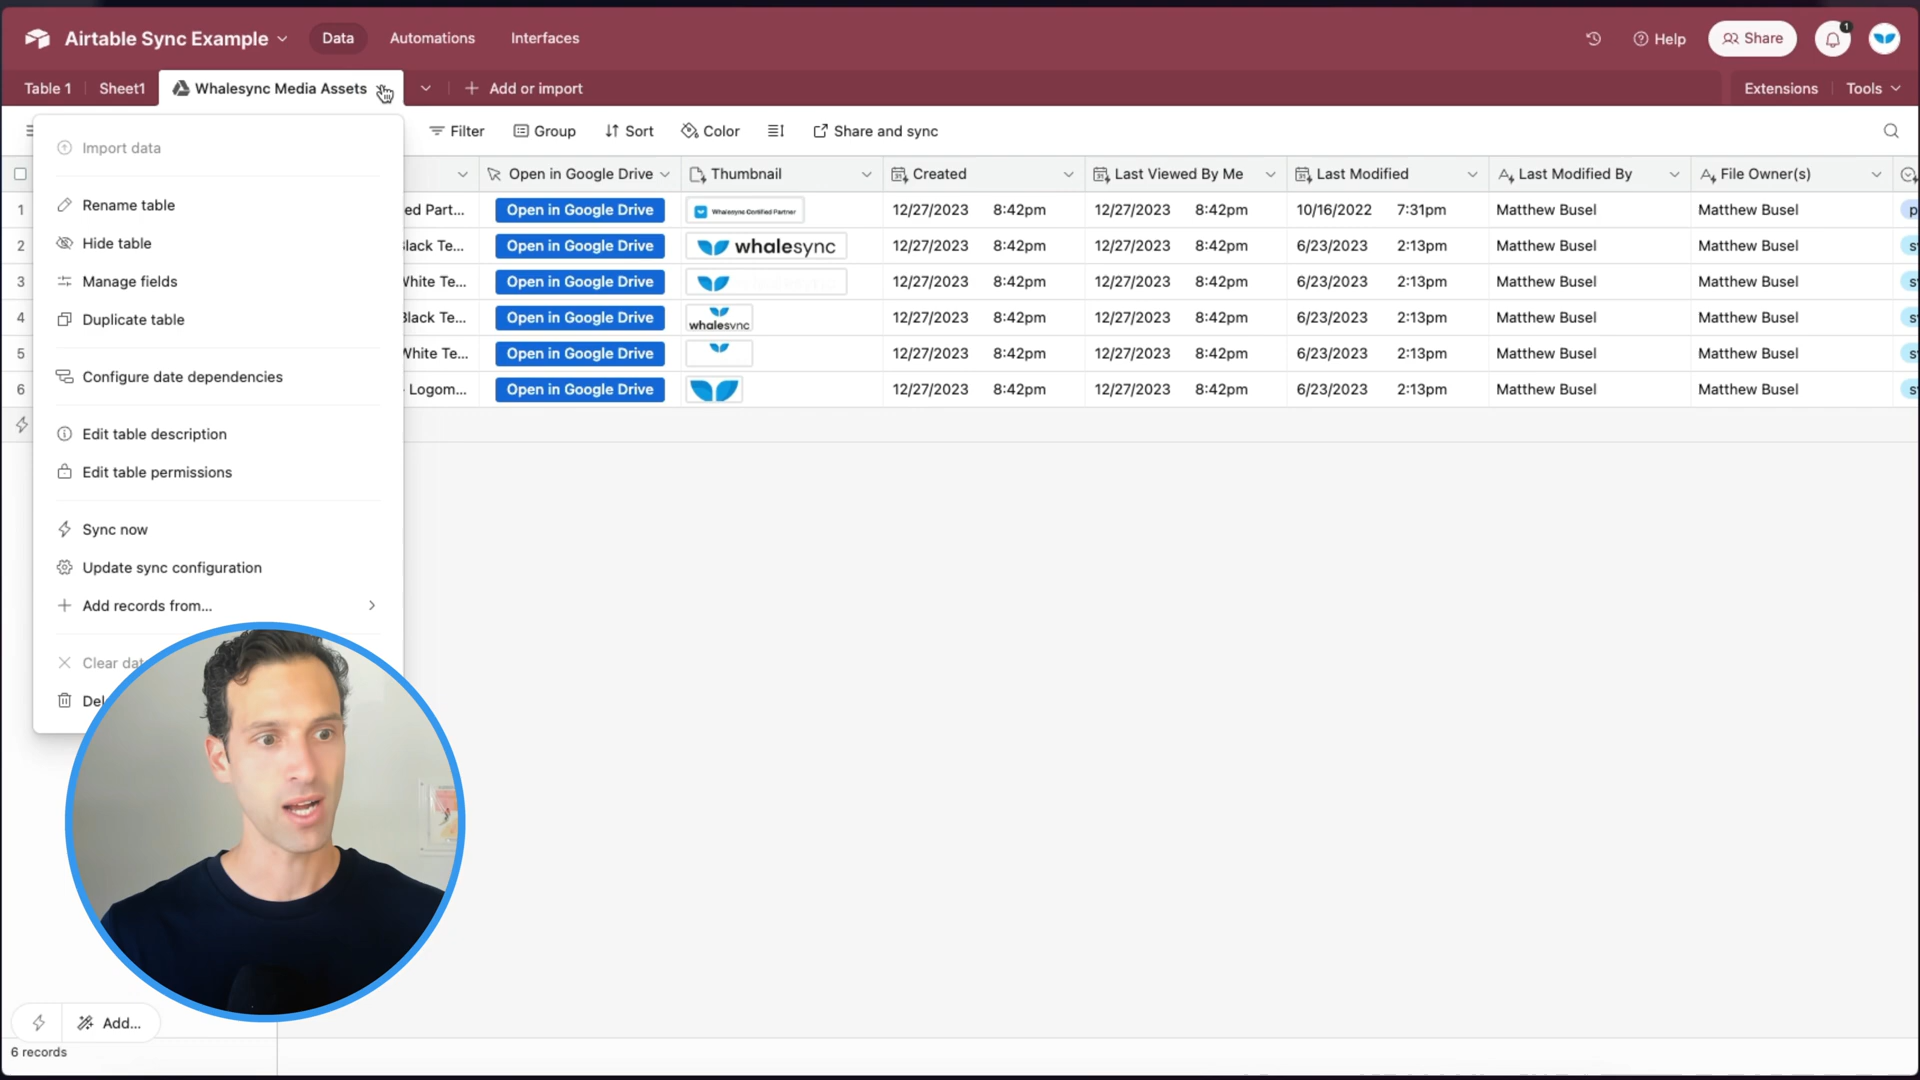 Airtable Sync Example
Data
Automations
Interfaces
Help
Share
1
Table 1
Sheet1
Whalesync Media Assets
Add or import
Extensions
Tools
Import data
Rename table
Hide table
Manage fields
Duplicate table
Configure date dependencies
Edit table description
Edit table permissions
Sync now
Update sync configuration
Add records from...
Clear dat
Del
Filter
Group
Sort
Color
Share and sync
Open in Google Drive
Thumbnail
Created
Last Viewed By Me
Last Modified
Last Modified By
File Owner(s)
1 ed Part... Open in Google Drive Whalesync Certified Partner 12/27/2023 8:42pm 12/27/2023 8:42pm 10/16/2022 7:31pm Matthew Busel Matthew Busel p
2 Black Te... Open in Google Drive whalesync 12/27/2023 8:42pm 12/27/2023 8:42pm 6/23/2023 2:13pm Matthew Busel Matthew Busel s
3 White Te... Open in Google Drive 12/27/2023 8:42pm 12/27/2023 8:42pm 6/23/2023 2:13pm Matthew Busel Matthew Busel s
4 Black Te... Open in Google Drive whalesync 12/27/2023 8:42pm 12/27/2023 8:42pm 6/23/2023 2:13pm Matthew Busel Matthew Busel s
5 White Te... Open in Google Drive 12/27/2023 8:42pm 12/27/2023 8:42pm 6/23/2023 2:13pm Matthew Busel Matthew Busel s
6 - Logom... Open in Google Drive 12/27/2023 8:42pm 12/27/2023 8:42pm 6/23/2023 2:13pm Matthew Busel Matthew Busel s
Add...
6 records